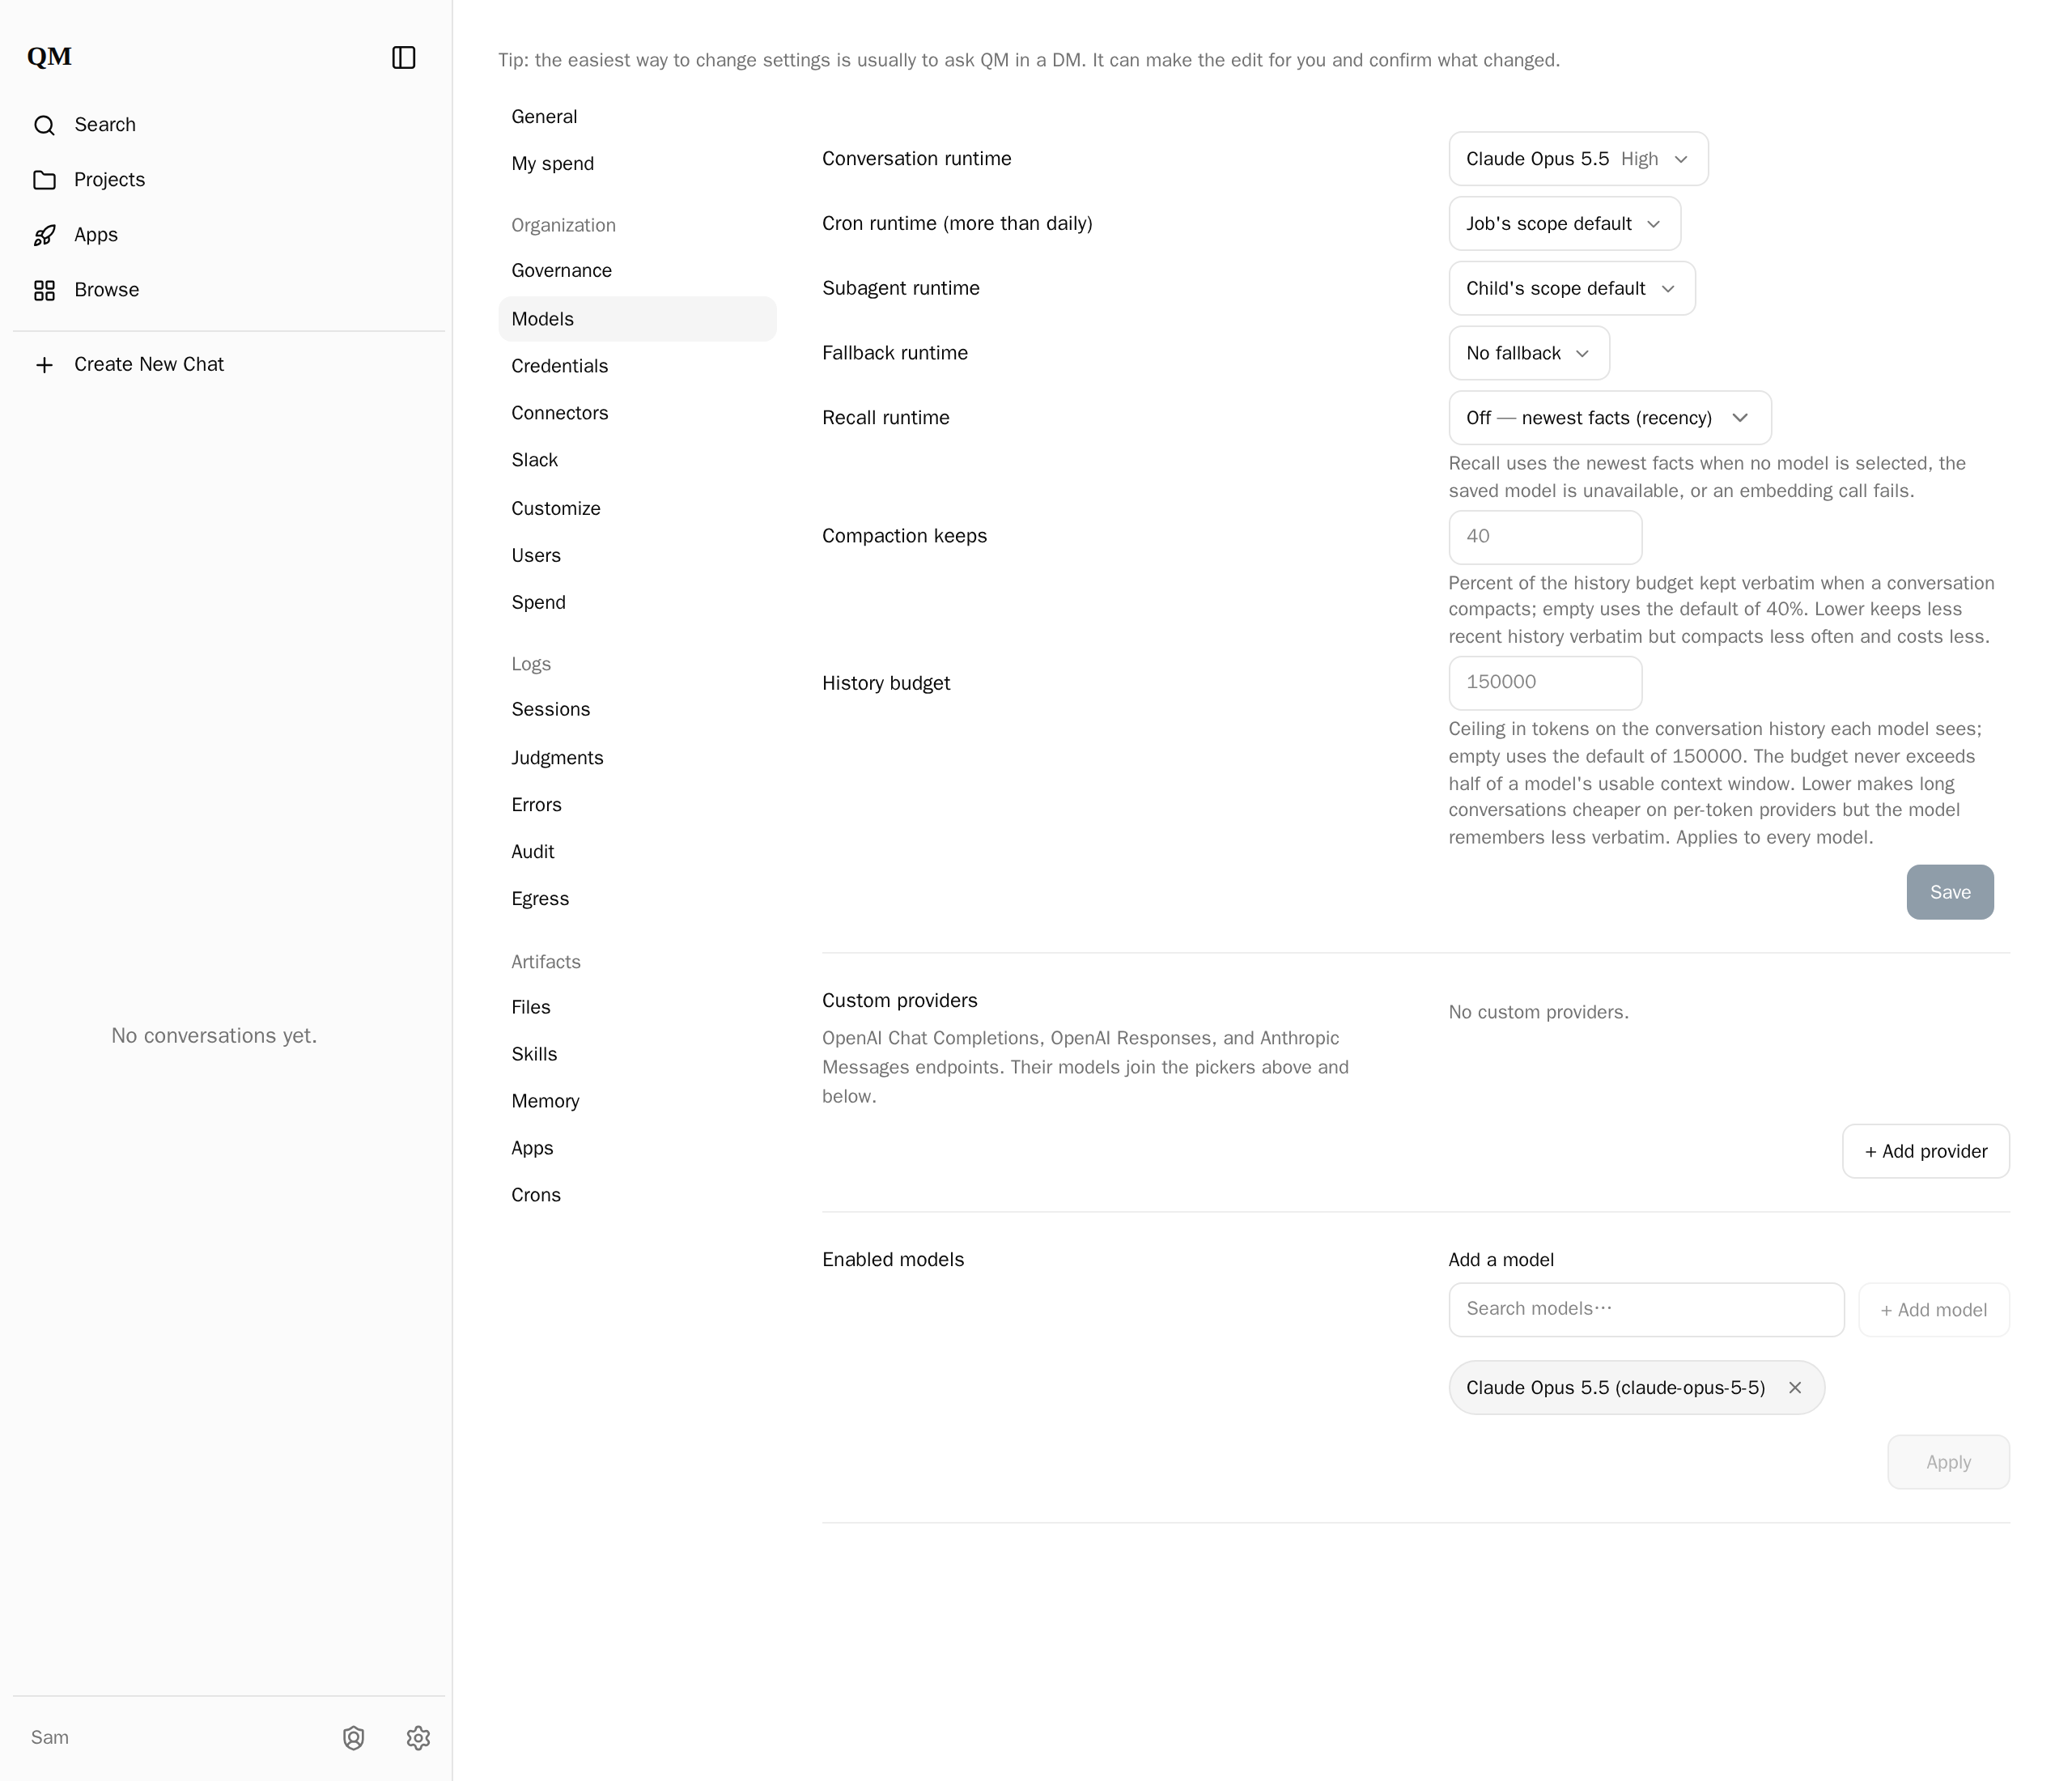 QM
Search
Projects
Apps
Browse
Create New Chat
No conversations yet.
Sam
Tip: the easiest way to change settings is usually to ask QM in a DM. It can make the edit for you and confirm what changed.
General
My spend
Organization
Governance
Models
Credentials
Connectors
Slack
Customize
Users
Spend
Logs
Sessions
Judgments
Errors
Audit
Egress
Artifacts
Files
Skills
Memory
Apps
Crons
Conversation runtime
Claude Opus 5.5 High
Cron runtime (more than daily)
Job's scope default
Subagent runtime
Child's scope default
Fallback runtime
No fallback
Recall runtime
Off — newest facts (recency)
Recall uses the newest facts when no model is selected, the
saved model is unavailable, or an embedding call fails.
Compaction keeps
40
Percent of the history budget kept verbatim when a conversation
compacts; empty uses the default of 40%. Lower keeps less
recent history verbatim but compacts less often and costs less.
History budget
150000
Ceiling in tokens on the conversation history each model sees;
empty uses the default of 150000. The budget never exceeds
half of a model's usable context window. Lower makes long
conversations cheaper on per-token providers but the model
remembers less verbatim. Applies to every model.
Save
Custom providers
OpenAI Chat Completions, OpenAI Responses, and Anthropic
Messages endpoints. Their models join the pickers above and
below.
No custom providers.
+ Add provider
Enabled models
Add a model
Search models⋯
+ Add model
Claude Opus 5.5 (claude-opus-5-5)
Apply